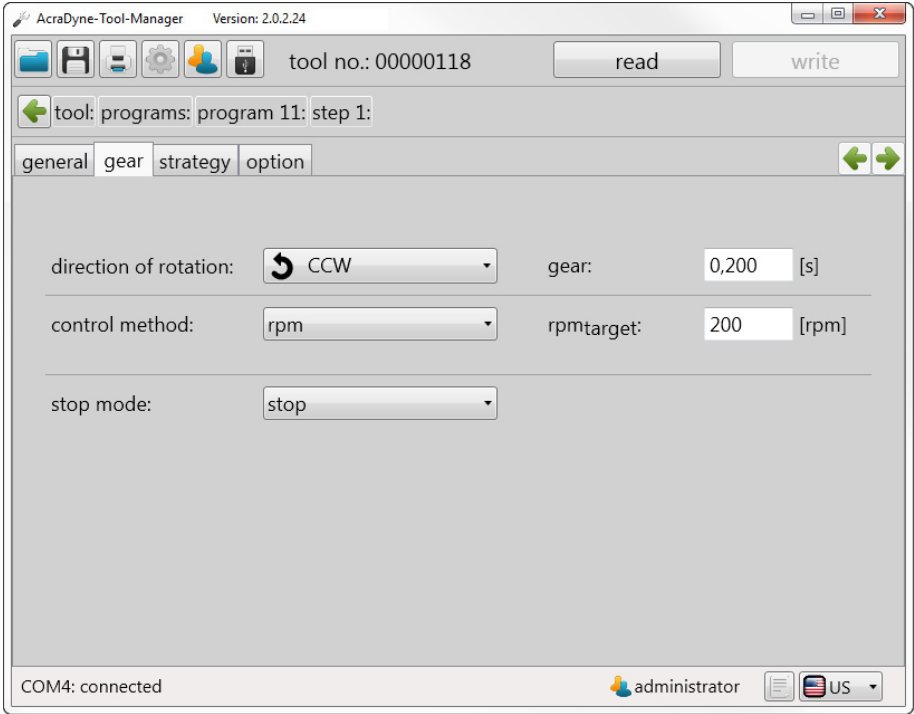 AcraDyne-Tool-Manager Version: 2.0.2.24
tool no.: 00000118 read write
tool: programs: program 11: step 1:
general gear strategy option
direction of rotation: CCW gear: 0,200 [s]
control method: rpm rpmtarget: 200 [rpm]
stop mode: stop
COM4: connected administrator US